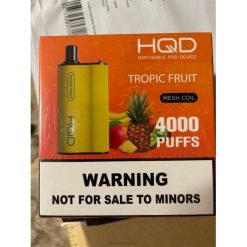 HQD
DISPOSABLE POD DEVICE
TROPIC FRUIT
MESH COIL
4000
PUFFS
HQD
WARNING
NOT FOR SALE TO MINORS